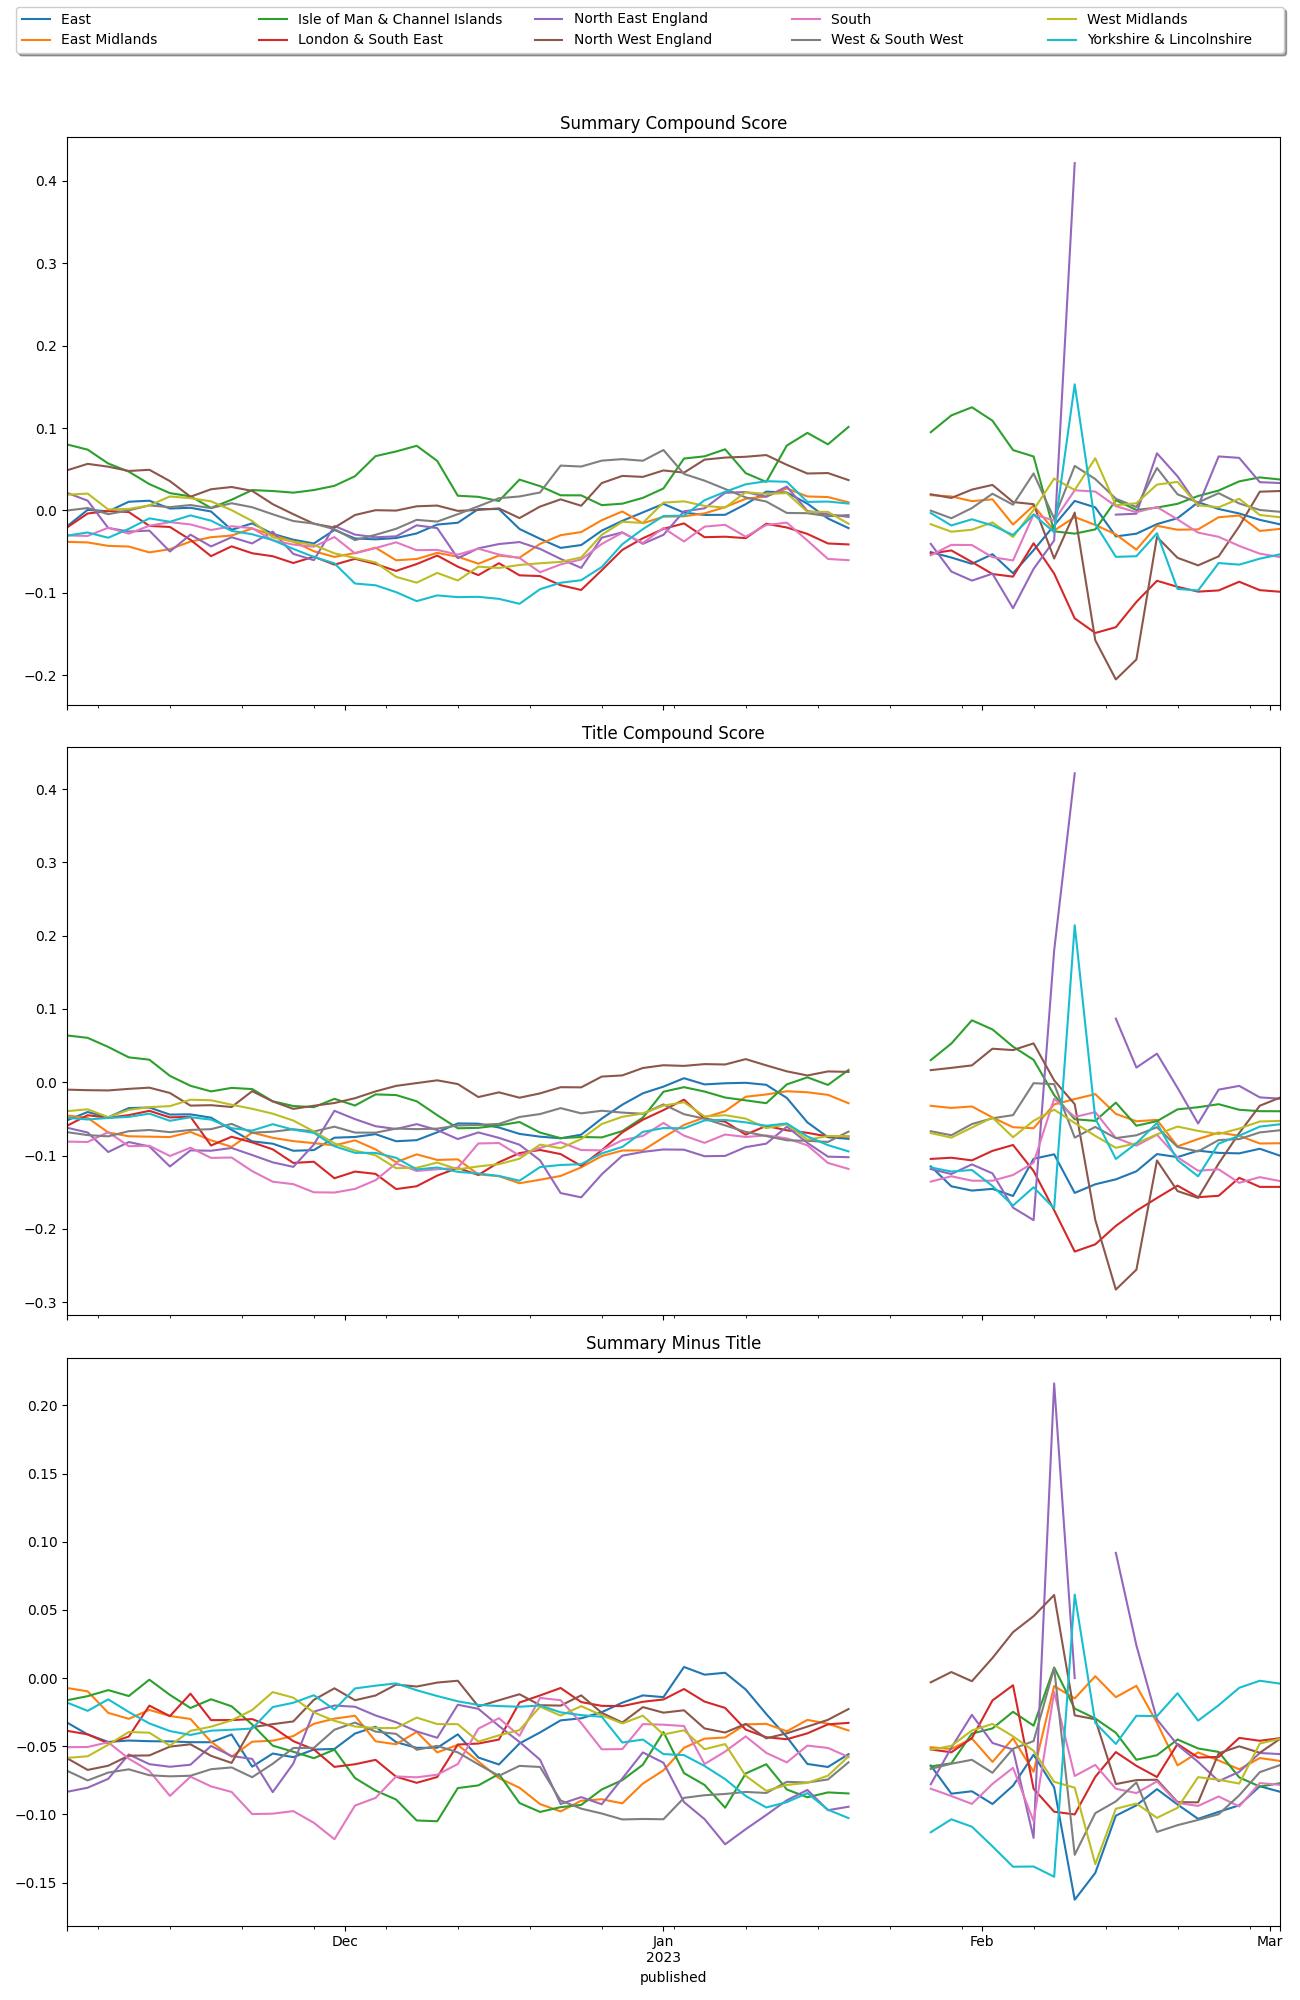 East
Isle of Man & Channel Islands
North East England
South
West Midlands
East Midlands
London & South East
North West England
West & South West
Yorkshire & Lincolnshire
Summary Compound Score
0.4
0.3
0.2
0.1
0.0
−0.1
−0.2
Title Compound Score
0.4
0.3
0.2
0.1
0.0
−0.1
−0.2
−0.3
Summary Minus Title
0.20
0.15
0.10
0.05
0.00
−0.05
−0.10
−0.15
Dec
Jan
2023
Feb
Mar
published